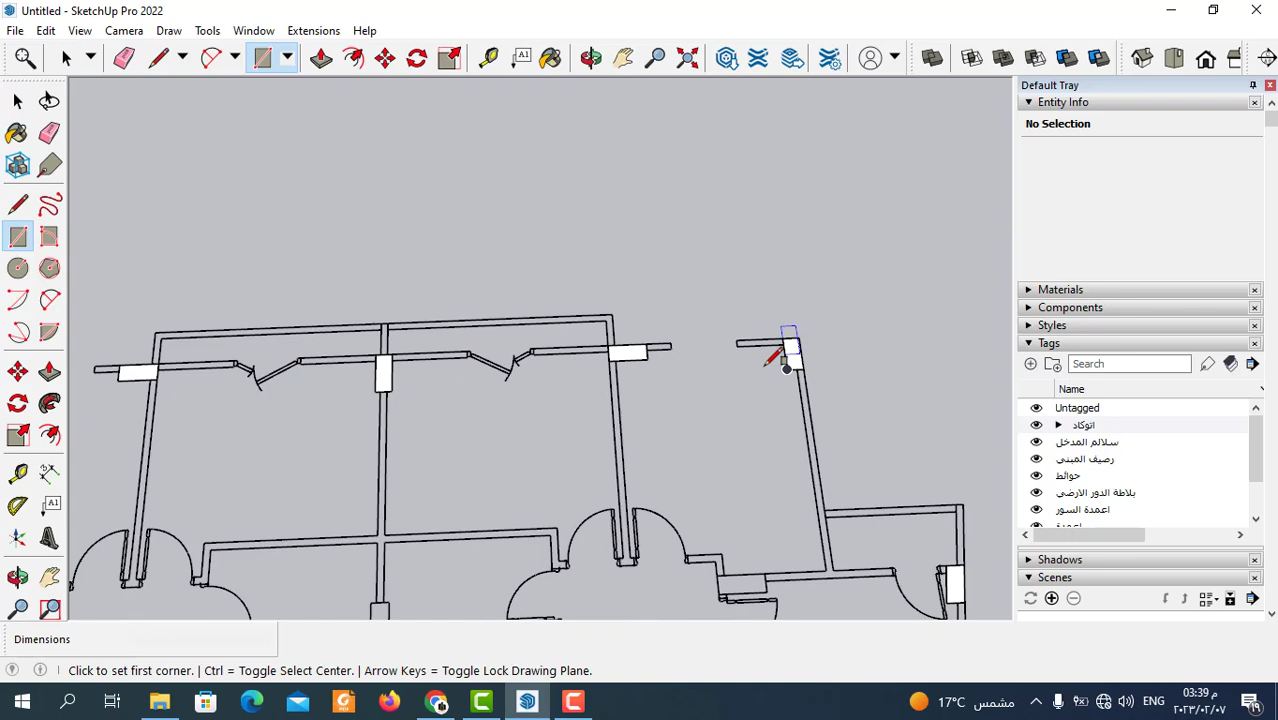 Untitled - SketchUp Pro 2022
File Edit View Camera Draw Tools Window Extensions Help
A1
Default Tray
Entity Info
No Selection
Materials
Components
Styles
Tags
Search
Name
Untagged
اتوكاد
سلالم المدخل
رصيف المبني
حوائط
بلاطة الدور الارضي
اعمدة السور
A1
Shadows
Scenes
Dimensions
Click to set first corner. | Ctrl = Toggle Select Center. | Arrow Keys = Toggle Lock Drawing Plane.
17°C مشمس
ENG
03:39 م
٢٠٢٣/٠٢/٠٧